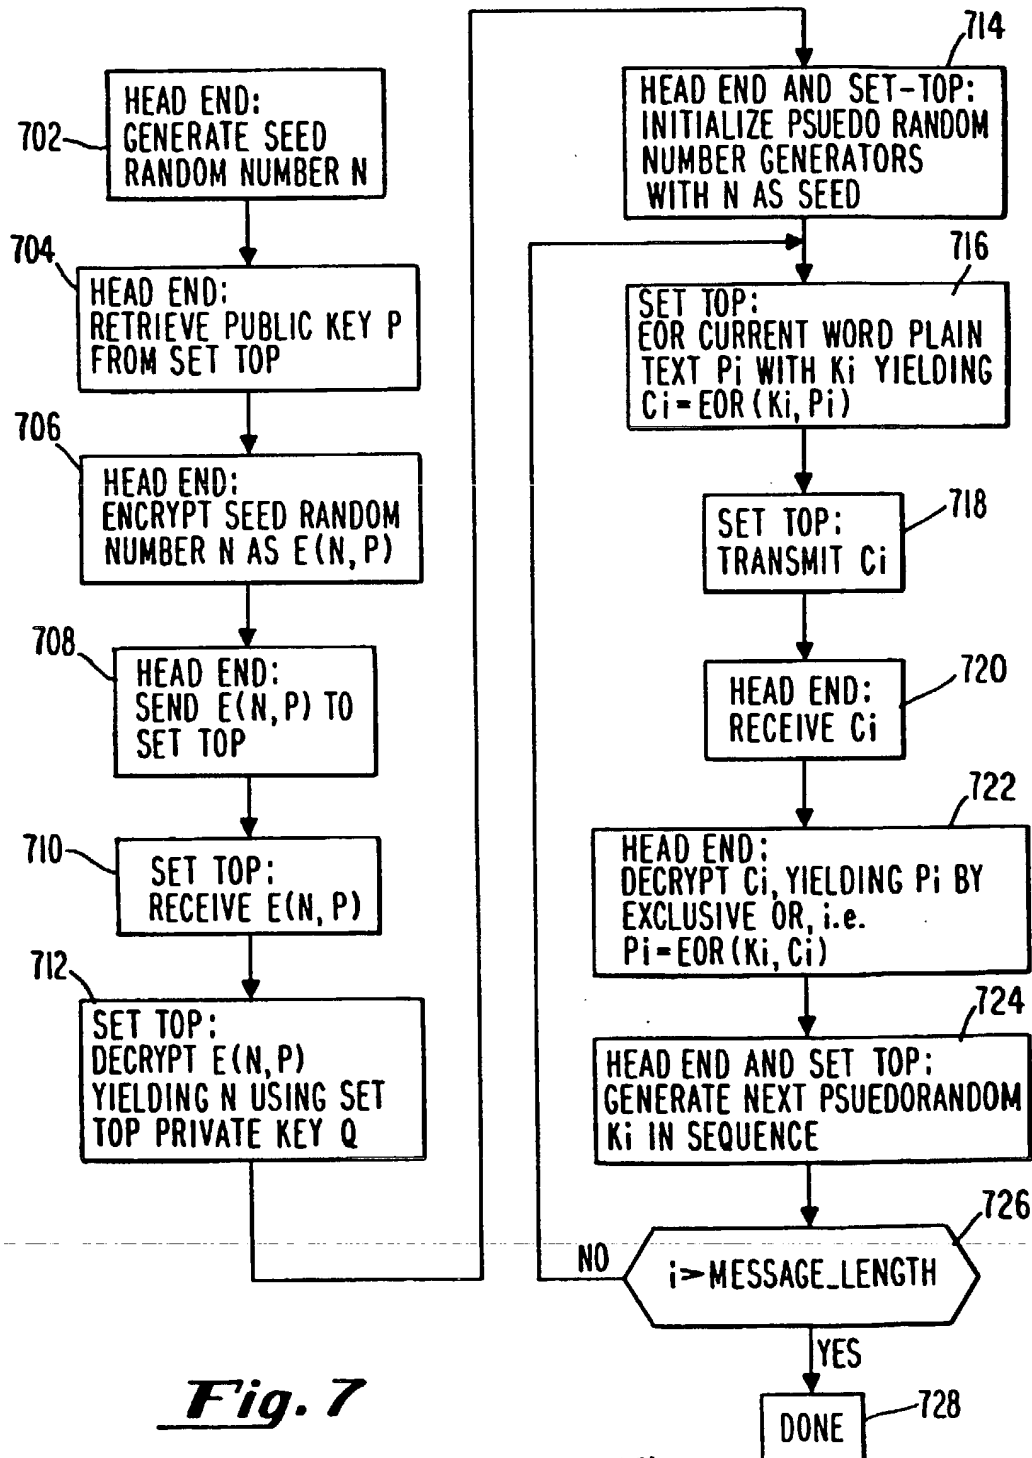 702
HEAD END:
GENERATE SEED
RANDOM NUMBER N
704
HEAD END:
RETRIEVE PUBLIC KEY P
FROM SET TOP
706
HEAD END:
ENCRYPT SEED RANDOM
NUMBER N AS E(N,P)
708
HEAD END:
SEND E(N,P) TO
SET TOP
710
SET TOP:
RECEIVE E(N,P)
712
SET TOP:
DECRYPT E(N,P)
YIELDING N USING SET
TOP PRIVATE KEY Q
714
HEAD END AND SET-TOP:
INITIALIZE PSUEDO RANDOM
NUMBER GENERATORS
WITH N AS SEED
716
SET TOP:
EOR CURRENT WORD PLAIN
TEXT Pi WITH Ki YIELDING
Ci=EOR(Ki,Pi)
718
SET TOP:
TRANSMIT Ci
720
HEAD END:
RECEIVE Ci
722
HEAD END:
DECRYPT Ci, YIELDING Pi BY
EXCLUSIVE OR, i.e.
Pi=EOR(Ki,Ci)
724
HEAD END AND SET TOP:
GENERATE NEXT PSUEDORANDOM
Ki IN SEQUENCE
726
i>MESSAGE_LENGTH
NO
YES
728
DONE
Fig. 7